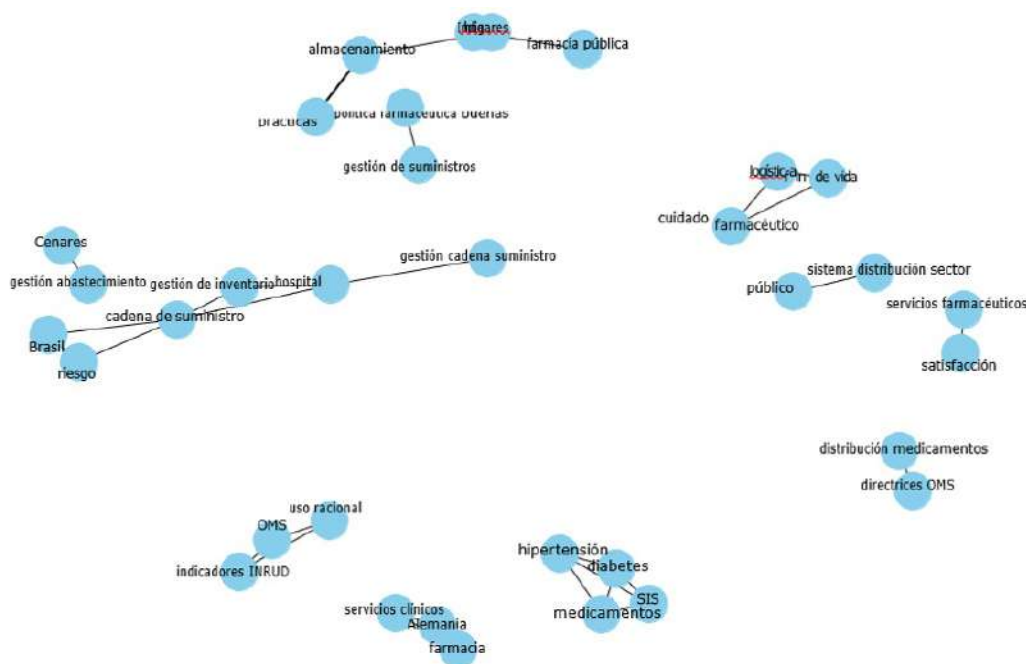 hogares
almacenamiento
farmacia pública
prácticas
política farmacéutica buenas
gestión de suministros
logística
fin de vida
cuidado
farmacéutico
Cenares
gestión cadena suministro
gestión abastecimiento
gestión de inventario
hospital
sistema distribución sector
público
servicios farmacéuticos
cadena de suministro
Brasil
riesgo
satisfacción
distribución medicamentos
directrices OMS
uso racional
OMS
indicadores INRUD
hipertensión
diabetes
SIS
medicamentos
servicios clínicos
Alemania
farmacia